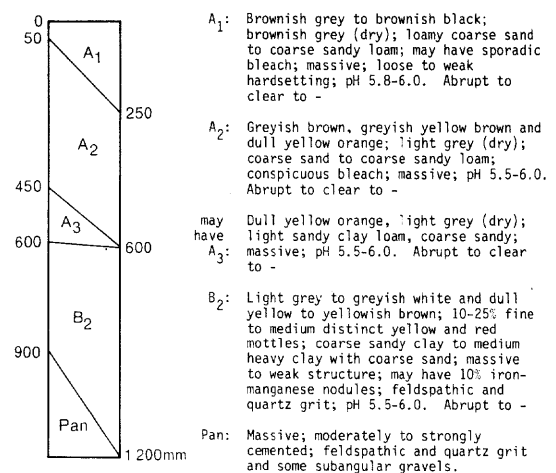 0
50
250
450
600
600
900
1 200mm
A1
A2
A3
B2
Pan
A1: Brownish grey to brownish black;
brownish grey (dry); loamy coarse sand
to coarse sandy loam; may have sporadic
bleach; massive; loose to weak
hardsetting; pH 5.8-6.0. Abrupt to
clear to -
A2: Greyish brown, greyish yellow brown and
dull yellow orange; light grey (dry);
coarse sand to coarse sandy loam;
conspicuous bleach; massive; pH 5.5-6.0.
Abrupt to clear to -
may Dull yellow orange, light grey (dry);
have light sandy clay loam, coarse sandy;
A3: massive; pH 5.5-6.0. Abrupt to clear
to -
B2: Light grey to greyish white and dull
yellow to yellowish brown; 10-25% fine
to medium distinct yellow and red
mottles; coarse sandy clay to medium
heavy clay with coarse sand; massive
to weak structure; may have 10% iron-
manganese nodules; feldspathic and
quartz grit; pH 5.5-6.0. Abrupt to -
Pan: Massive; moderately to strongly
cemented; feldspathic and quartz grit
and some subangular gravels.